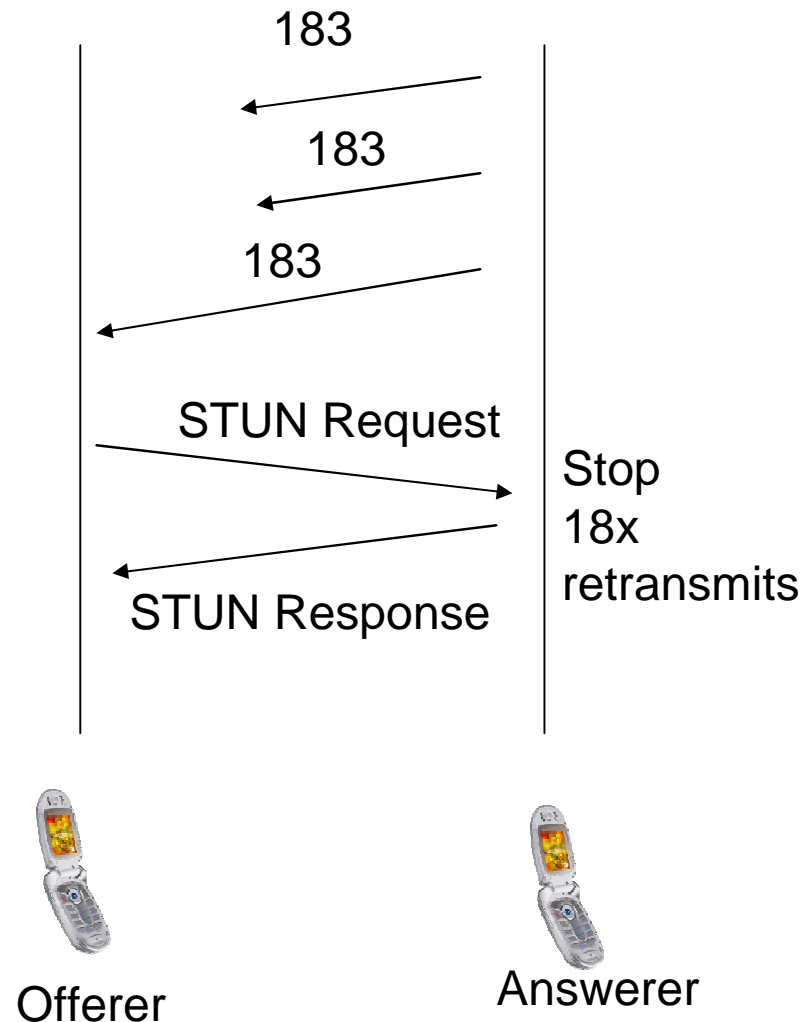 183
183
183
STUN Request
Stop
18x
retransmits
STUN Response
Offerer
Answerer